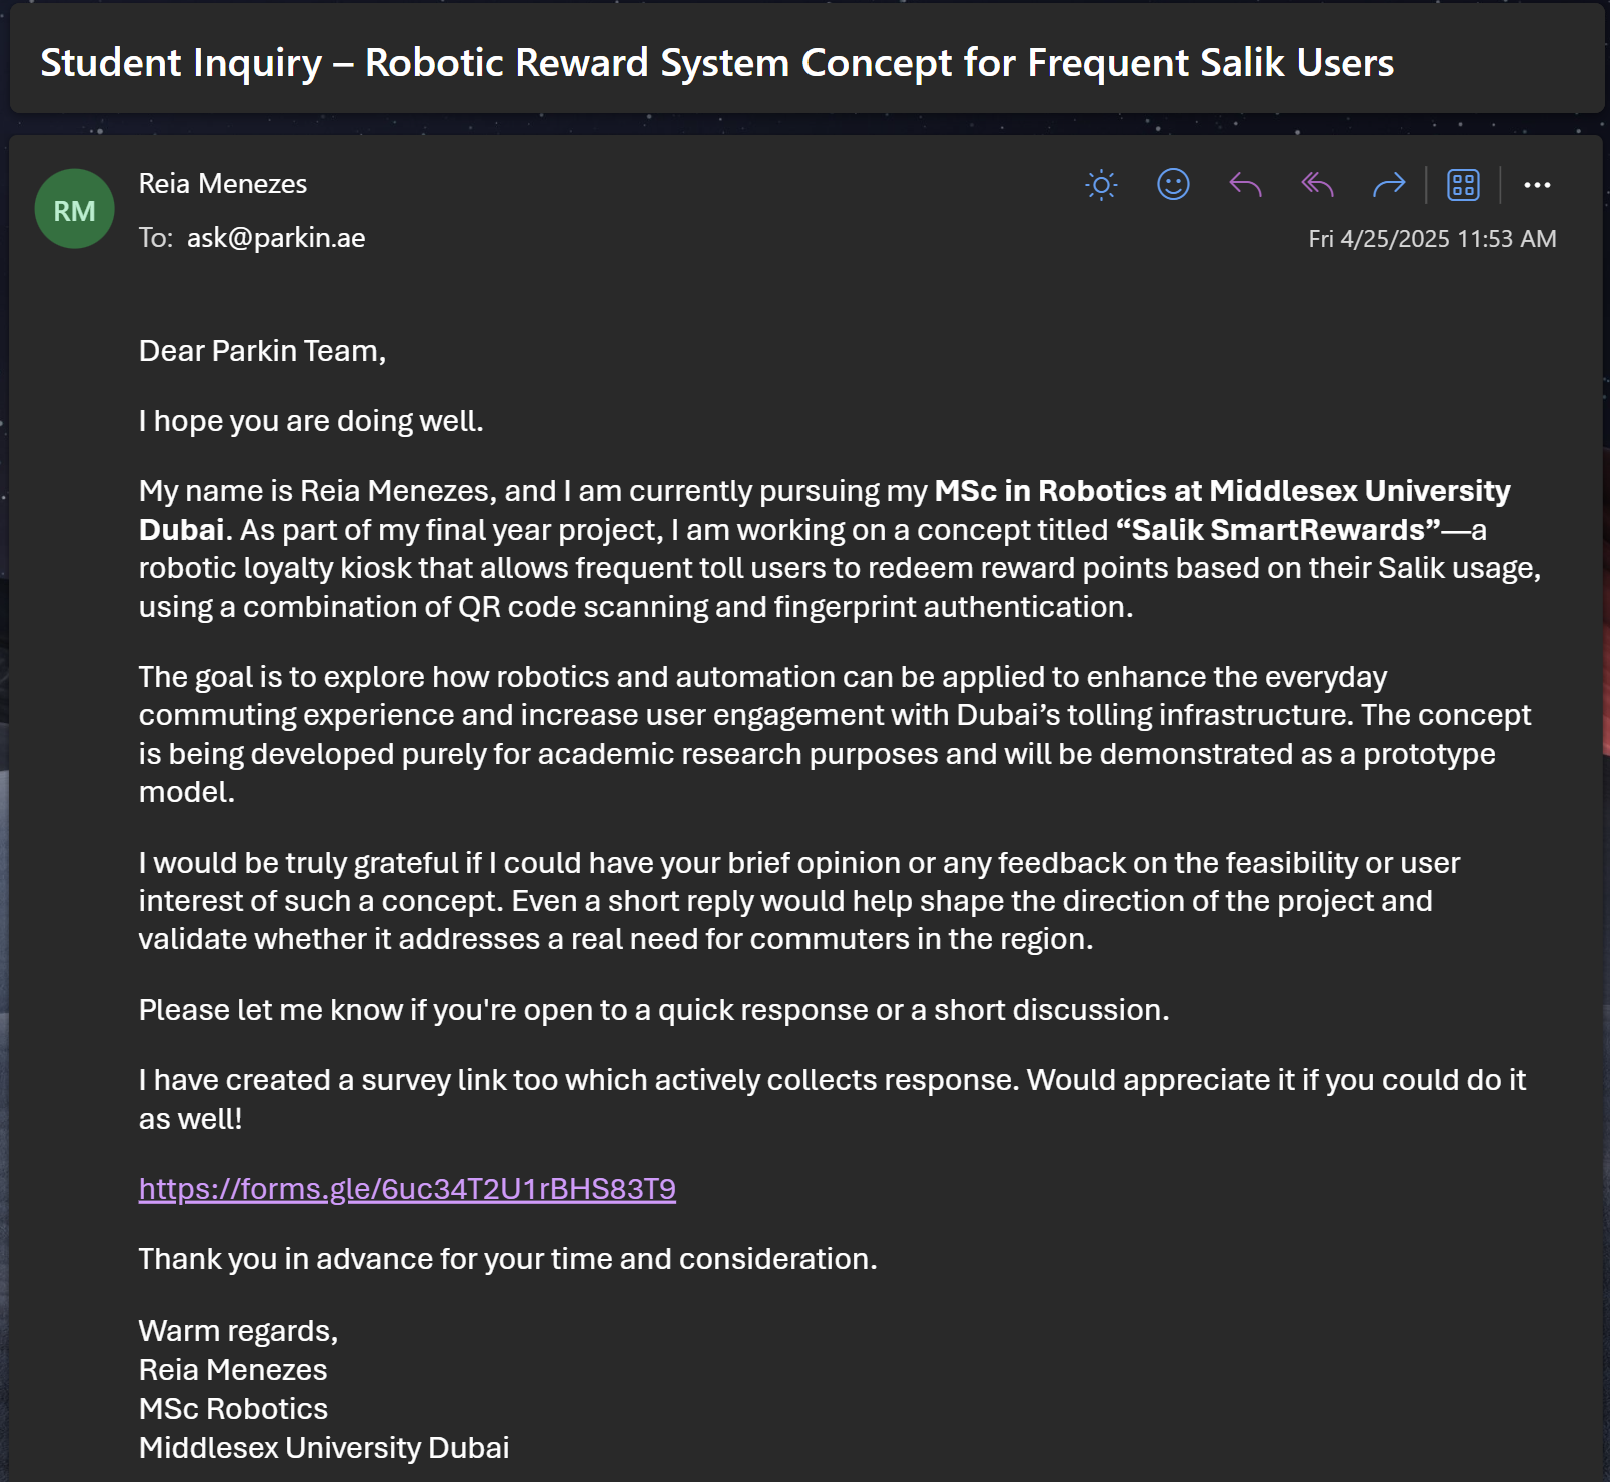 Student Inquiry – Robotic Reward System Concept for Frequent Salik Users
RM
Reia Menezes
To: ask@parkin.ae
Fri 4/25/2025 11:53 AM
Dear Parkin Team,
I hope you are doing well.
My name is Reia Menezes, and I am currently pursuing my MSc in Robotics at Middlesex University
Dubai. As part of my final year project, I am working on a concept titled “Salik SmartRewards”—a
robotic loyalty kiosk that allows frequent toll users to redeem reward points based on their Salik usage,
using a combination of QR code scanning and fingerprint authentication.
The goal is to explore how robotics and automation can be applied to enhance the everyday
commuting experience and increase user engagement with Dubai’s tolling infrastructure. The concept
is being developed purely for academic research purposes and will be demonstrated as a prototype
model.
I would be truly grateful if I could have your brief opinion or any feedback on the feasibility or user
interest of such a concept. Even a short reply would help shape the direction of the project and
validate whether it addresses a real need for commuters in the region.
Please let me know if you're open to a quick response or a short discussion.
I have created a survey link too which actively collects response. Would appreciate it if you could do it
as well!
https://forms.gle/6uc34T2U1rBHS83T9
Thank you in advance for your time and consideration.
Warm regards,
Reia Menezes
MSc Robotics
Middlesex University Dubai